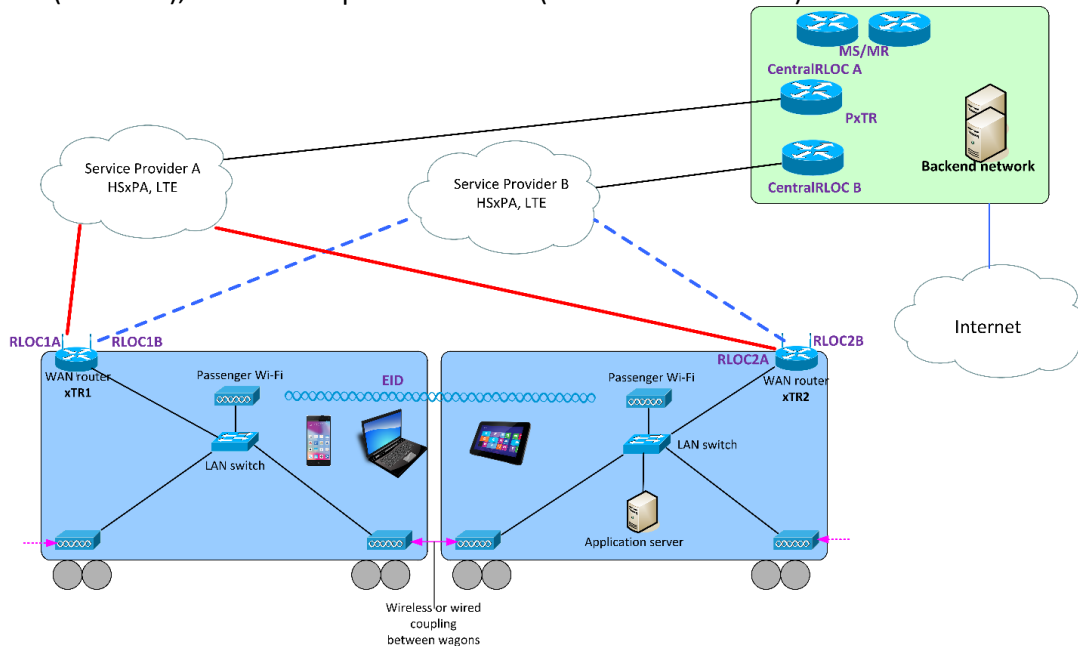 MS/MR
CentralRLOC A
PxTR
Backend network
CentralRLOC B
Service Provider A
HSxPA, LTE
Service Provider B
HSxPA, LTE
Internet
RLOC1A
RLOC1B
RLOC2A
RLOC2B
WAN router
xTR1
Passenger Wi-Fi
EID
LAN switch
Passenger Wi-Fi
WAN router
xTR2
LAN switch
Application server
Wireless or wired
coupling
between wagons